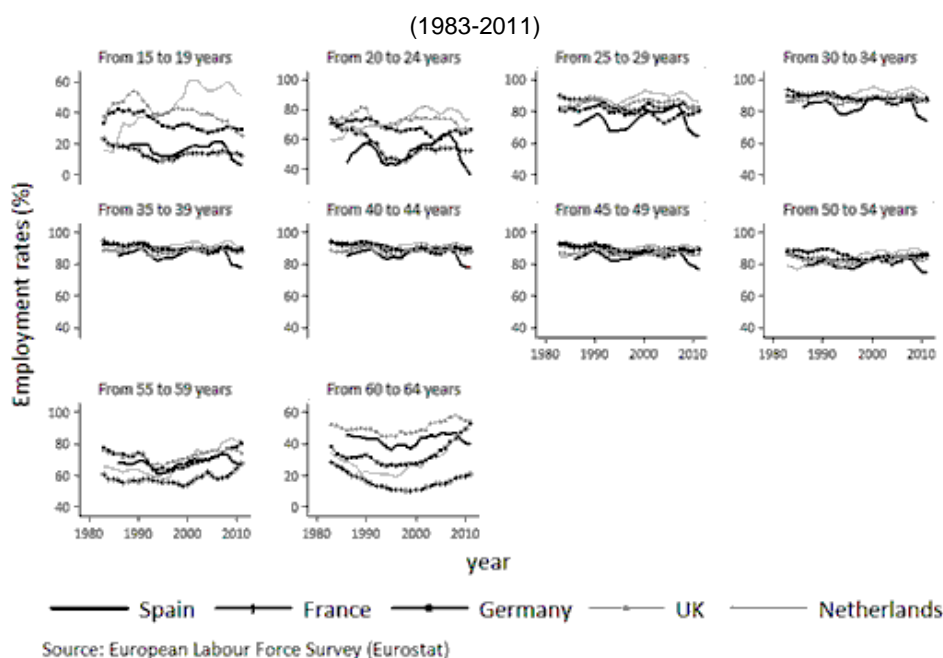 (1983-2011)
From 15 to 19 years
From 20 to 24 years
From 25 to 29 years
From 30 to 34 years
60
40
20
0
100
80
60
40
100
80
60
40
100
80
60
40
From 35 to 39 years
From 40 to 44 years
From 45 to 49 years
From 50 to 54 years
100
80
60
40
100
80
60
40
100
80
60
40
100
80
60
40
1980 1990 2000 2010
1980 1990 2000 2010
From 55 to 59 years
From 60 to 64 years
100
80
60
40
60
40
20
0
1980 1990 2000 2010
1980 1990 2000 2010
Employment rates (%)
year
Spain France Germany UK Netherlands
Source: European Labour Force Survey (Eurostat)